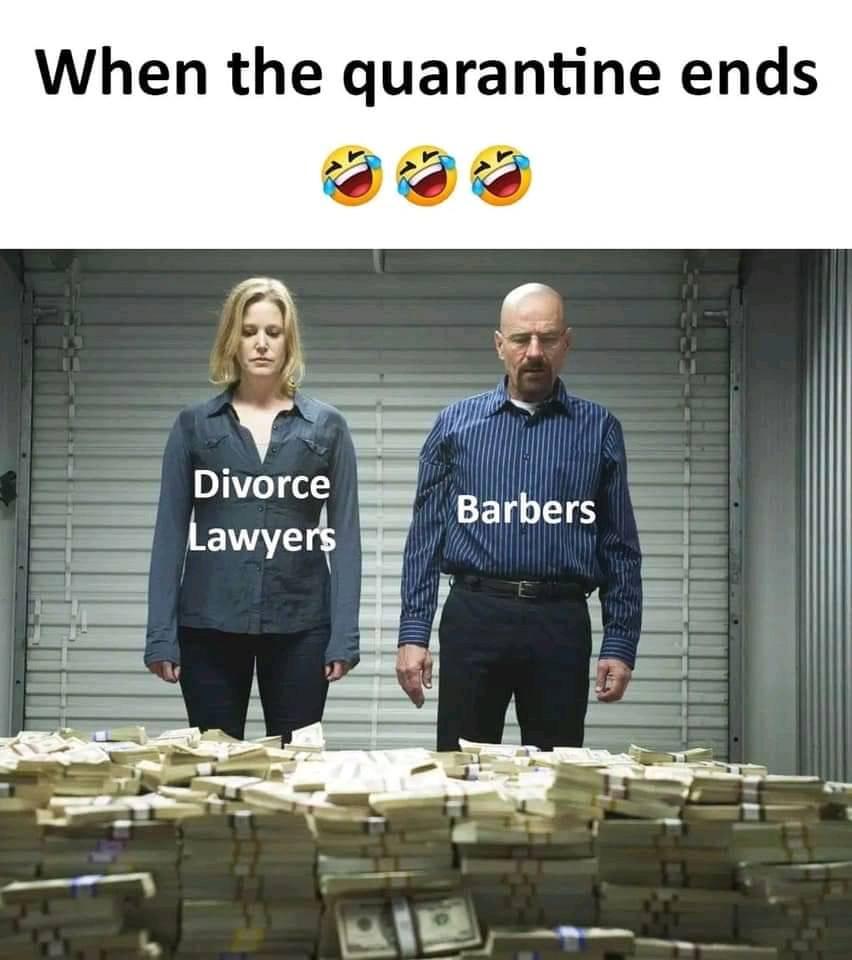 When the quarantine ends
🤣🤣🤣
Divorce
Lawyers
Barbers